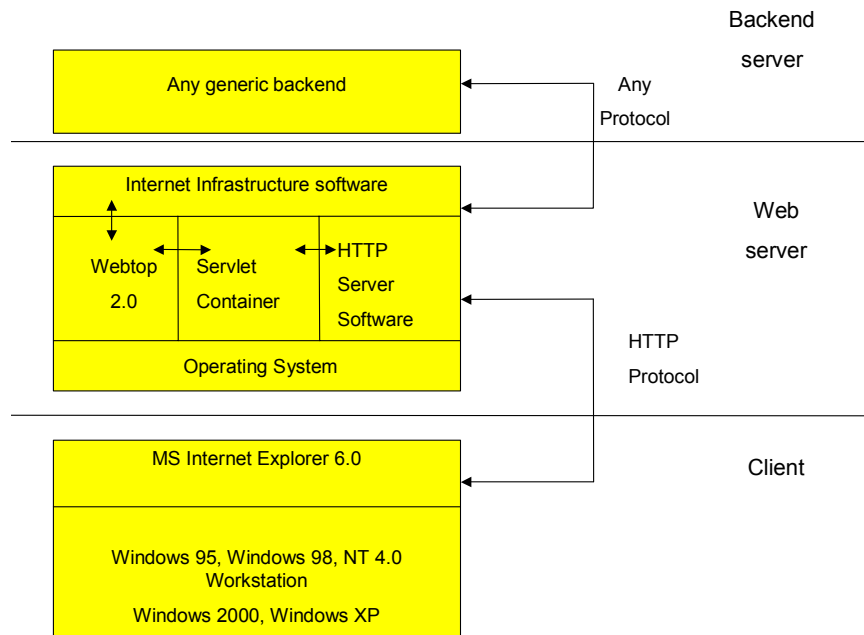 Backend
server
Any generic backend
Any
Protocol
Internet Infrastructure software
Web
server
Webtop
2.0
Servlet
Container
HTTP
Server
Software
Operating System
HTTP
Protocol
MS Internet Explorer 6.0
Client
Windows 95, Windows 98, NT 4.0
Workstation
Windows 2000, Windows XP